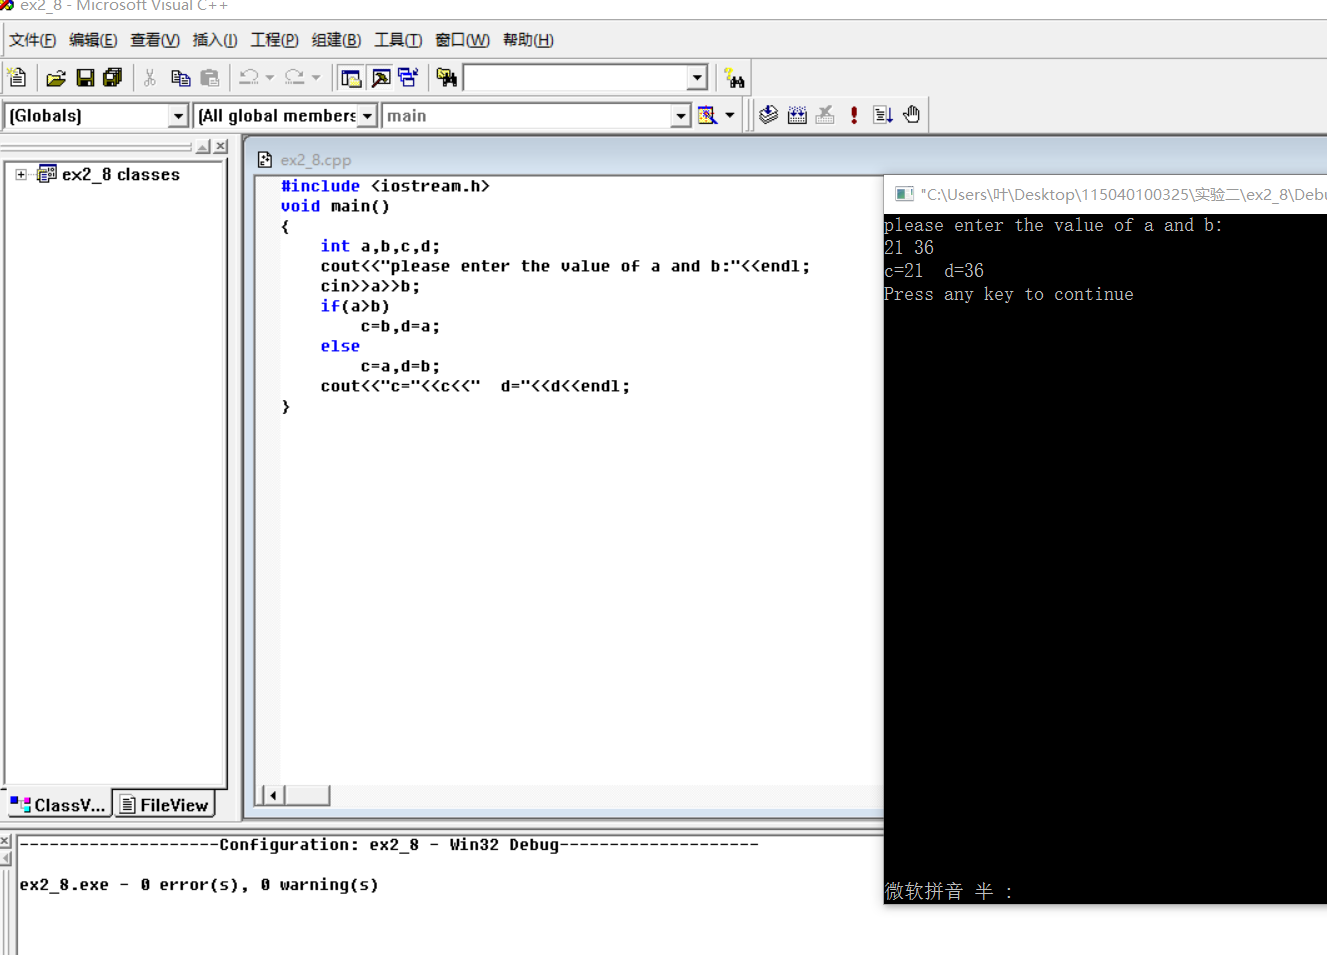 ex2_8 - Microsoft Visual C++
文件(F) 编辑(E) 查看(V) 插入(I) 工程(P) 组建(B) 工具(T) 窗口(W) 帮助(H)
(Globals) (All global members main
ex2_8 classes
ClassV... FileView
ex2_8.cpp
#include <iostream.h>
void main()
{
    int a,b,c,d;
    cout<<"please enter the value of a and b:"<<endl;
    cin>>a>>b;
    if(a>b)
        c=b,d=a;
    else
        c=a,d=b;
    cout<<"c="<<c<<"  d="<<d<<endl;
}
"C:\Users\叶\Desktop\115040100325\实验二\ex2_8\Debu
please enter the value of a and b:
21 36
c=21  d=36
Press any key to continue
微软拼音 半 :
--------------------Configuration: ex2_8 - Win32 Debug--------------------
ex2_8.exe - 0 error(s), 0 warning(s)